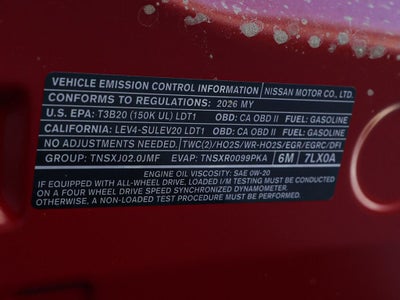 VEHICLE EMISSION CONTROL INFORMATION NISSAN MOTOR CO., LTD.
CONFORMS TO REGULATIONS: 2026 MY
U.S. EPA: T3B20 (150K UL) LDT1 OBD: CA OBD II FUEL: GASOLINE
CALIFORNIA: LEV4-SULEV20 LDT1 OBD: CA OBD II FUEL: GASOLINE
NO ADJUSTMENTS NEEDED. TWC(2)/HO2S/WR-HO2S/EGR/EGRC/DFI
GROUP: TNSXJ02.0JMF EVAP: TNSXR0099PKA 6M 7LX0A
ENGINE OIL VISCOSITY: SAE 0W-20
IF EQUIPPED BY ALL-WHEEL DRIVE, LOADED I/M TESTING MUST BE CONDUCTED
ON A FOUR WHEEL DRIVE SPEED SYNCHRONIZED DYNAMOMETER.
OTHERWISE, A NON-LOADED TEST PROCEDURE MUST BE PERFORMED.